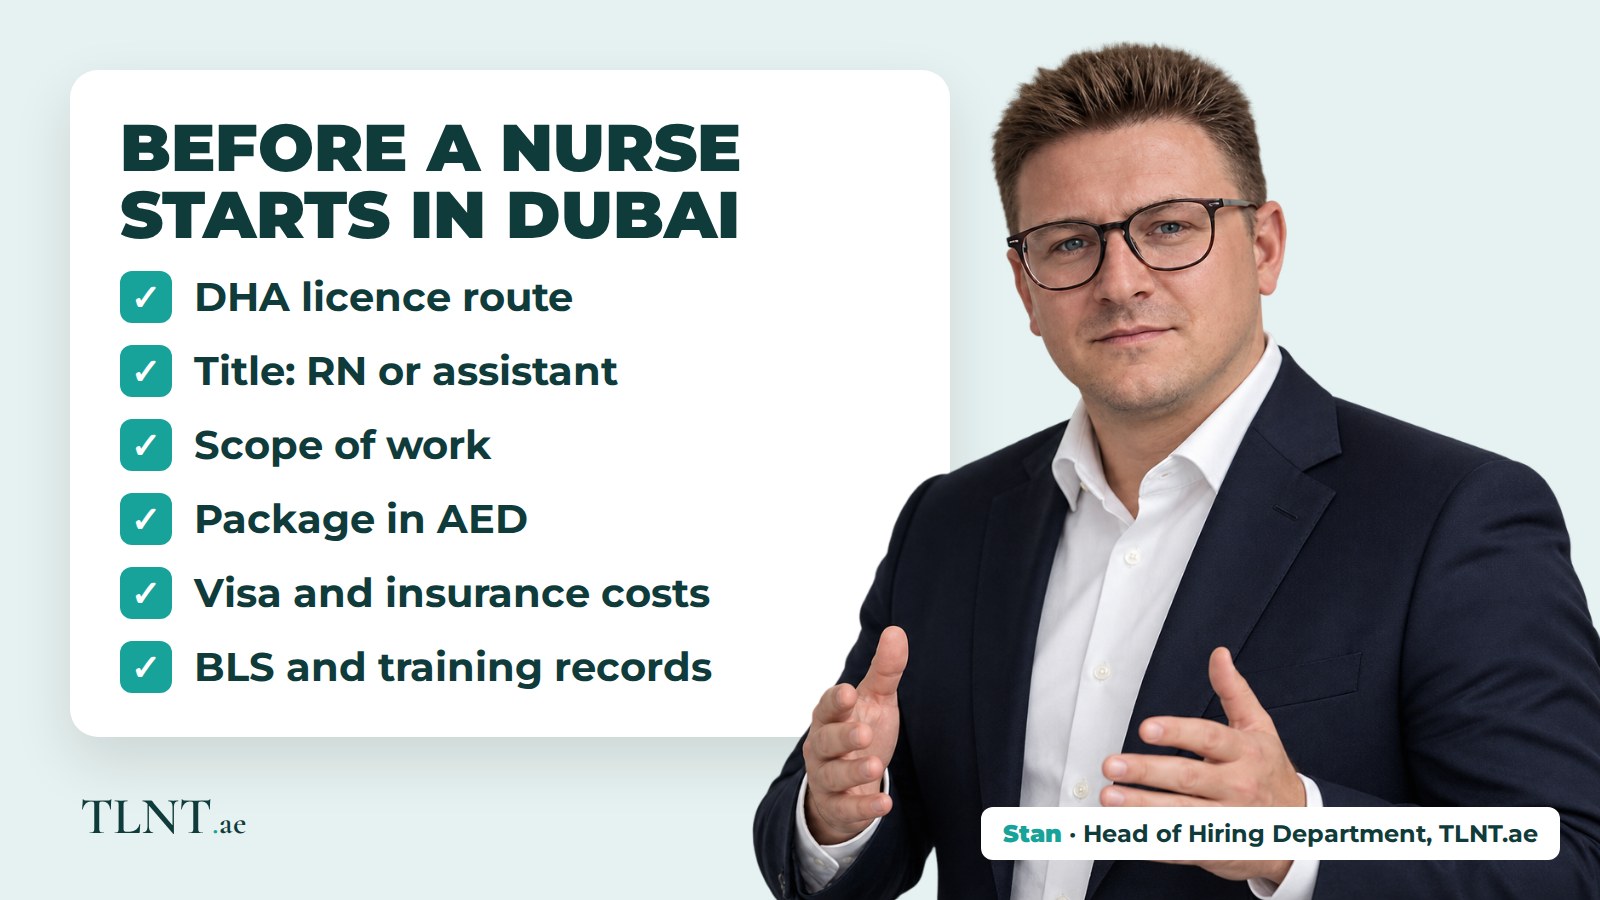 BEFORE A NURSE
STARTS IN DUBAI
✓ DHA licence route
✓ Title: RN or assistant
✓ Scope of work
✓ Package in AED
✓ Visa and insurance costs
✓ BLS and training records
TLNT.ae
Stan · Head of Hiring Department, TLNT.ae